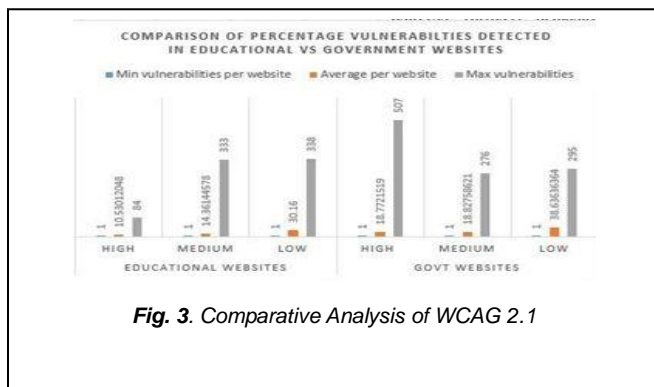 COMPARISON OF PERCENTAGE VULNERABILTIES DETECTED
IN EDUCATIONAL VS GOVERNMENT WEBSITES
Min vulnerabilities per website Average per website Max vulnerabilities
1 10.53012048 84 1 14.36144578 333 1 30.16 338 1 18.7721519 507 1 18.82758621 276 1 38.63636364 295
HIGH MEDIUM LOW HIGH MEDIUM LOW
EDUCATIONAL WEBSITES GOVT WEBSITES
Fig. 3. Comparative Analysis of WCAG 2.1